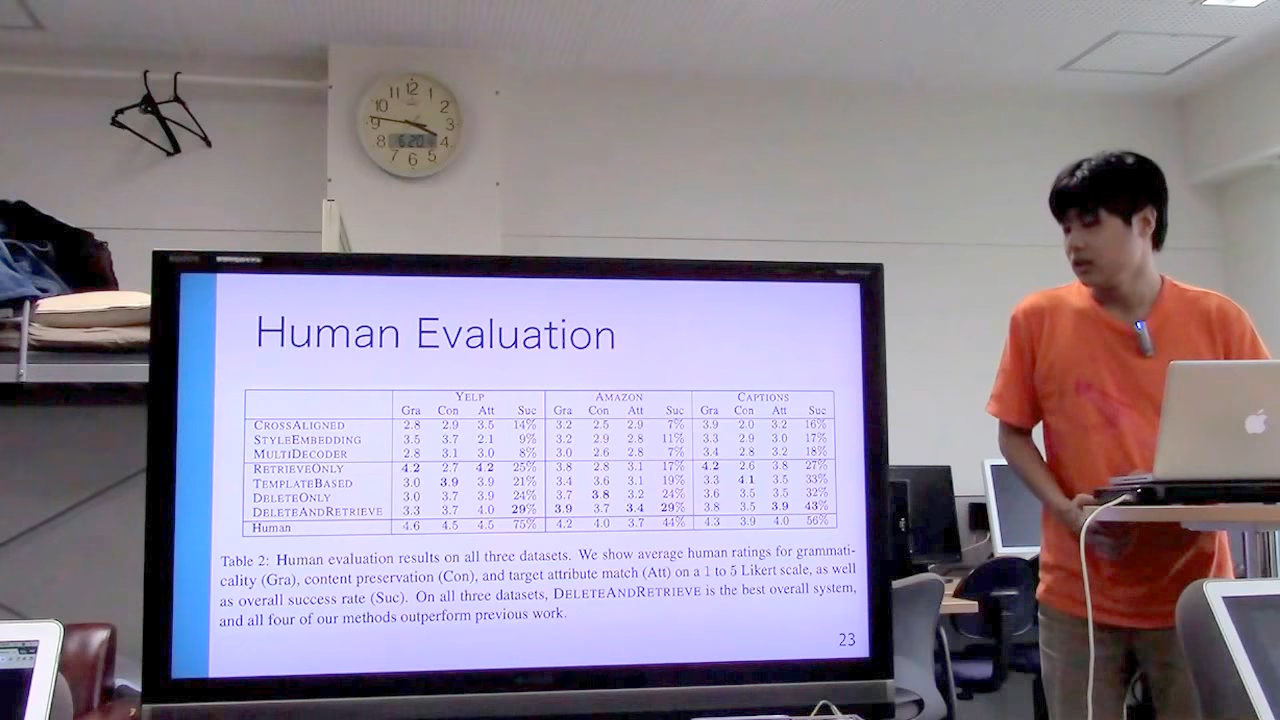 11 12 1
10 2
9 3
8 620 4
7 6 5
Human Evaluation
YELP AMAZON CAPTIONS
Gra Con Att Suc Gra Con Att Suc Gra Con Att Suc
CROSSALIGNED 2.8 2.9 3.5 14% 3.2 2.5 2.9 7% 3.9 2.0 3.2 16%
STYLEEMBEDDING 3.5 3.7 2.1 9% 3.2 2.9 2.8 11% 3.3 2.9 3.0 17%
MULTIDECODER 2.8 3.1 3.0 8% 3.0 2.6 2.8 7% 3.4 2.8 3.2 18%
RETRIEVEONLY 4.2 2.7 4.2 25% 3.8 2.8 3.1 17% 4.2 2.6 3.8 27%
TEMPLATEBASED 3.0 3.9 3.9 21% 3.4 3.6 3.1 19% 3.3 4.1 3.5 33%
DELETEONLY 3.0 3.7 3.9 24% 3.7 3.8 3.2 24% 3.6 3.5 3.5 32%
DELETEANDRETRIEVE 3.3 3.7 4.0 29% 3.9 3.7 3.4 29% 3.8 3.5 3.9 43%
Human 4.6 4.5 4.5 75% 4.2 4.0 3.7 44% 4.3 3.9 4.0 56%
Table 2: Human evaluation results on all three datasets. We show average human ratings for grammati-
cality (Gra), content preservation (Con), and target attribute match (Att) on a 1 to 5 Likert scale, as well
as overall success rate (Suc). On all three datasets, DELETEANDRETRIEVE is the best overall system,
and all four of our methods outperform previous work.
23